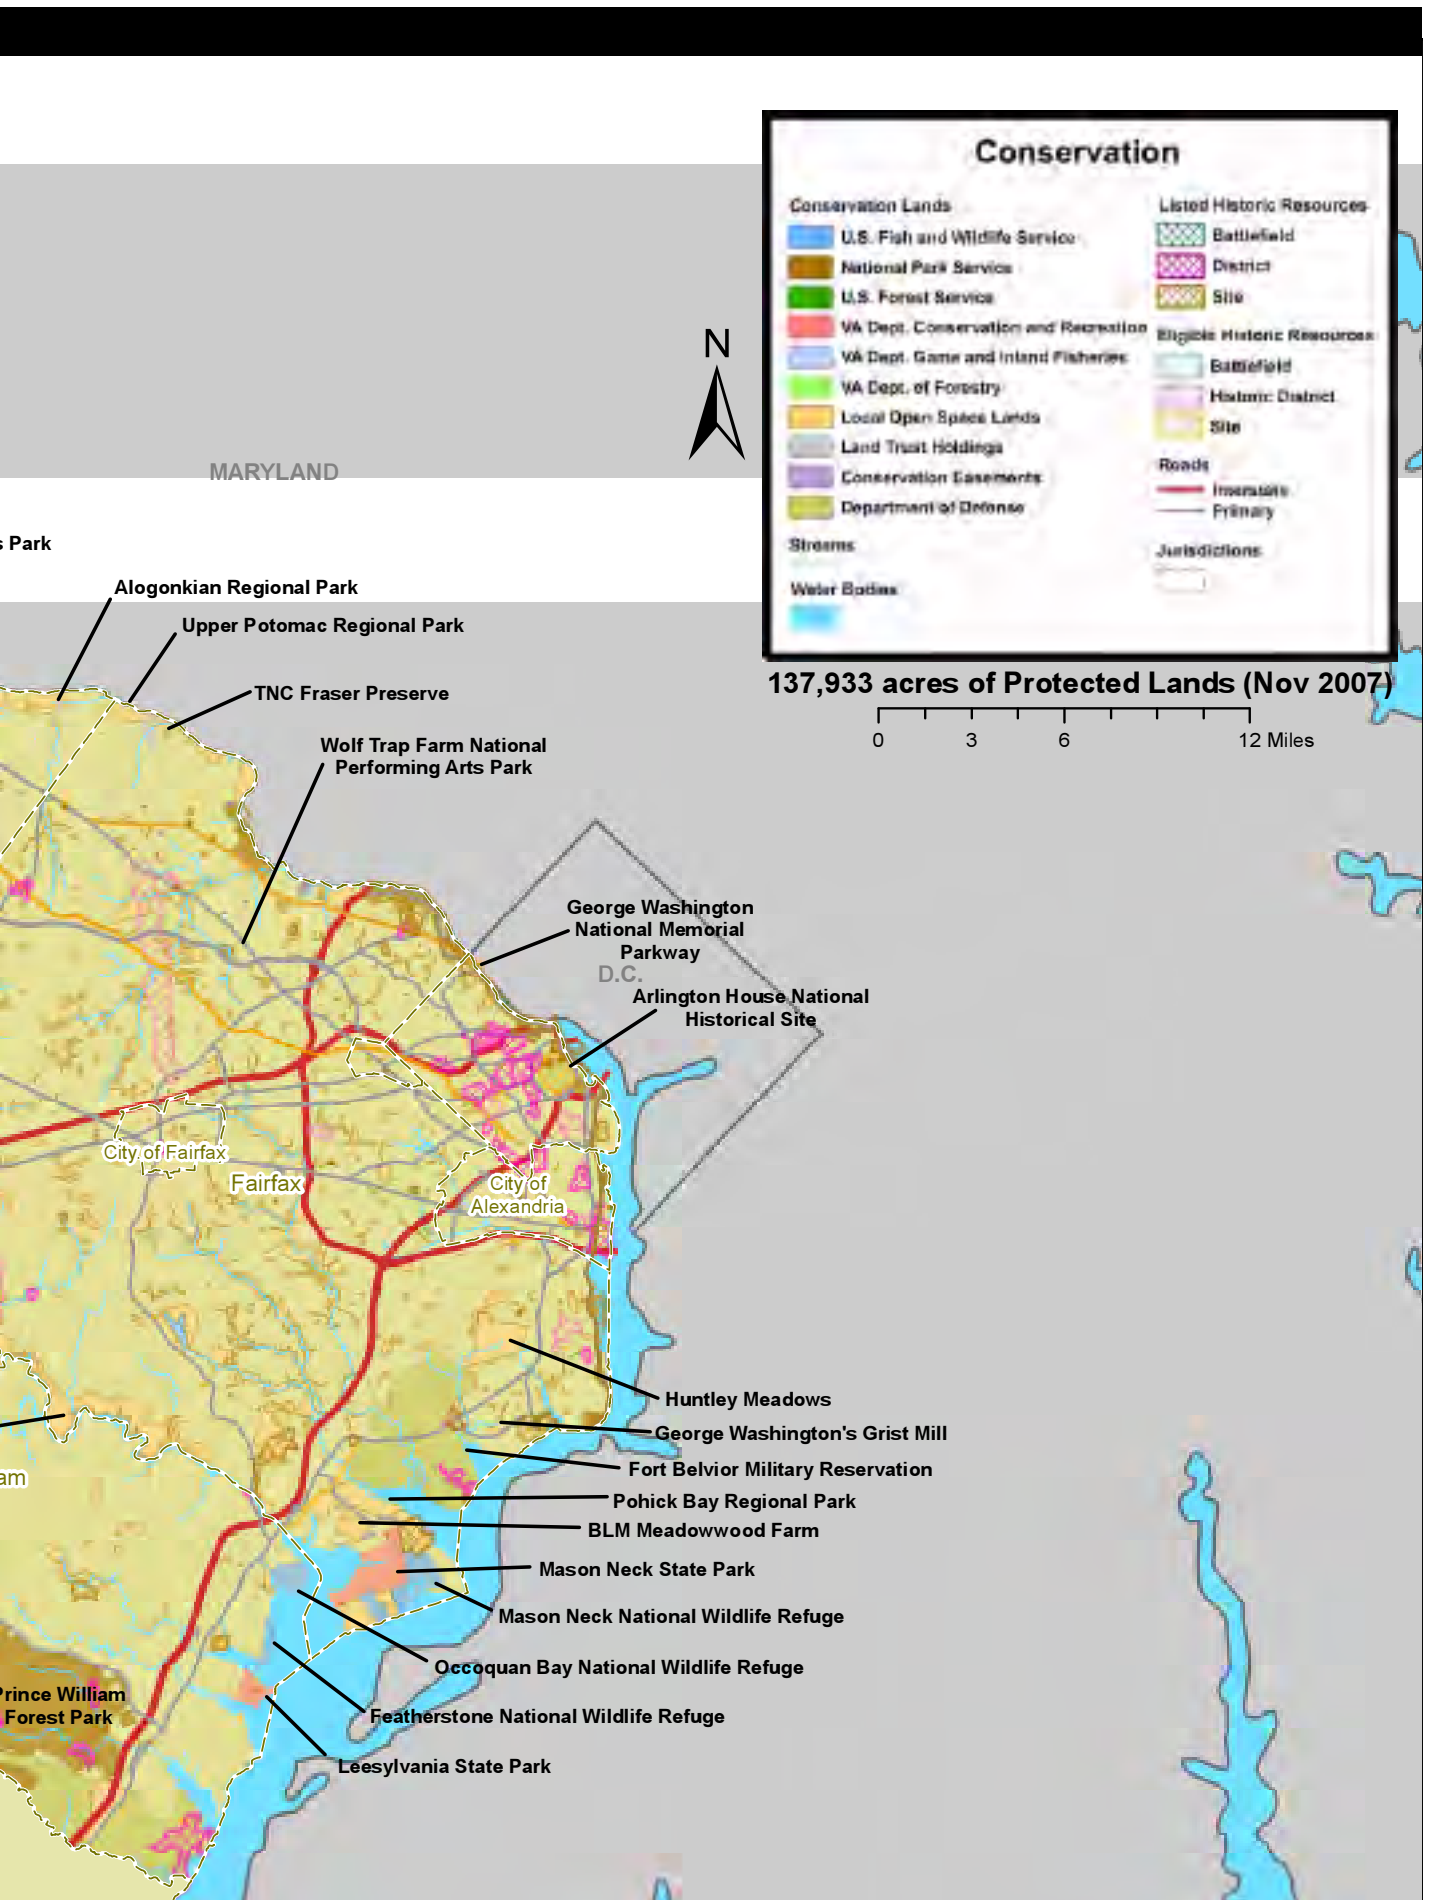 Conservation
Conservation Lands
U.S. Fish and Wildlife Service
National Park Service
U.S. Forest Service
VA Dept. Conservation and Recreation
VA Dept. Game and Inland Fisheries
VA Dept. of Forestry
Local Open Space Lands
Land Trust Holdings
Conservation Easements
Department of Defense
Streams
Water Bodies
Listed Historic Resources
Battlefield
District
Site
Eligible Historic Resources
Battlefield
Historic District
Site
Roads
Interstate
Primary
Jurisdictions
N
137,933 acres of Protected Lands (Nov 2007)
0 3 6 12 Miles
MARYLAND
s Park
Alogonkian Regional Park
Upper Potomac Regional Park
TNC Fraser Preserve
Wolf Trap Farm National
Performing Arts Park
George Washington
National Memorial
Parkway
D.C.
Arlington House National
Historical Site
City of Fairfax
Fairfax
City of
Alexandria
Huntley Meadows
George Washington's Grist Mill
Fort Belvior Military Reservation
am
Pohick Bay Regional Park
BLM Meadowwood Farm
Mason Neck State Park
Mason Neck National Wildlife Refuge
Occoquan Bay National Wildlife Refuge
Prince William
Forest Park
Featherstone National Wildlife Refuge
Leesylvania State Park